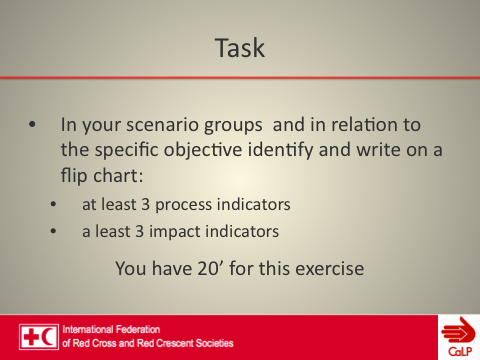 Task
• In your scenario groups  and in relation to
the specific objective identify and write on a
flip chart:
• at least 3 process indicators
• a least 3 impact indicators
You have 20’ for this exercise
International Federation
of Red Cross and Red Crescent Societies
CaLP